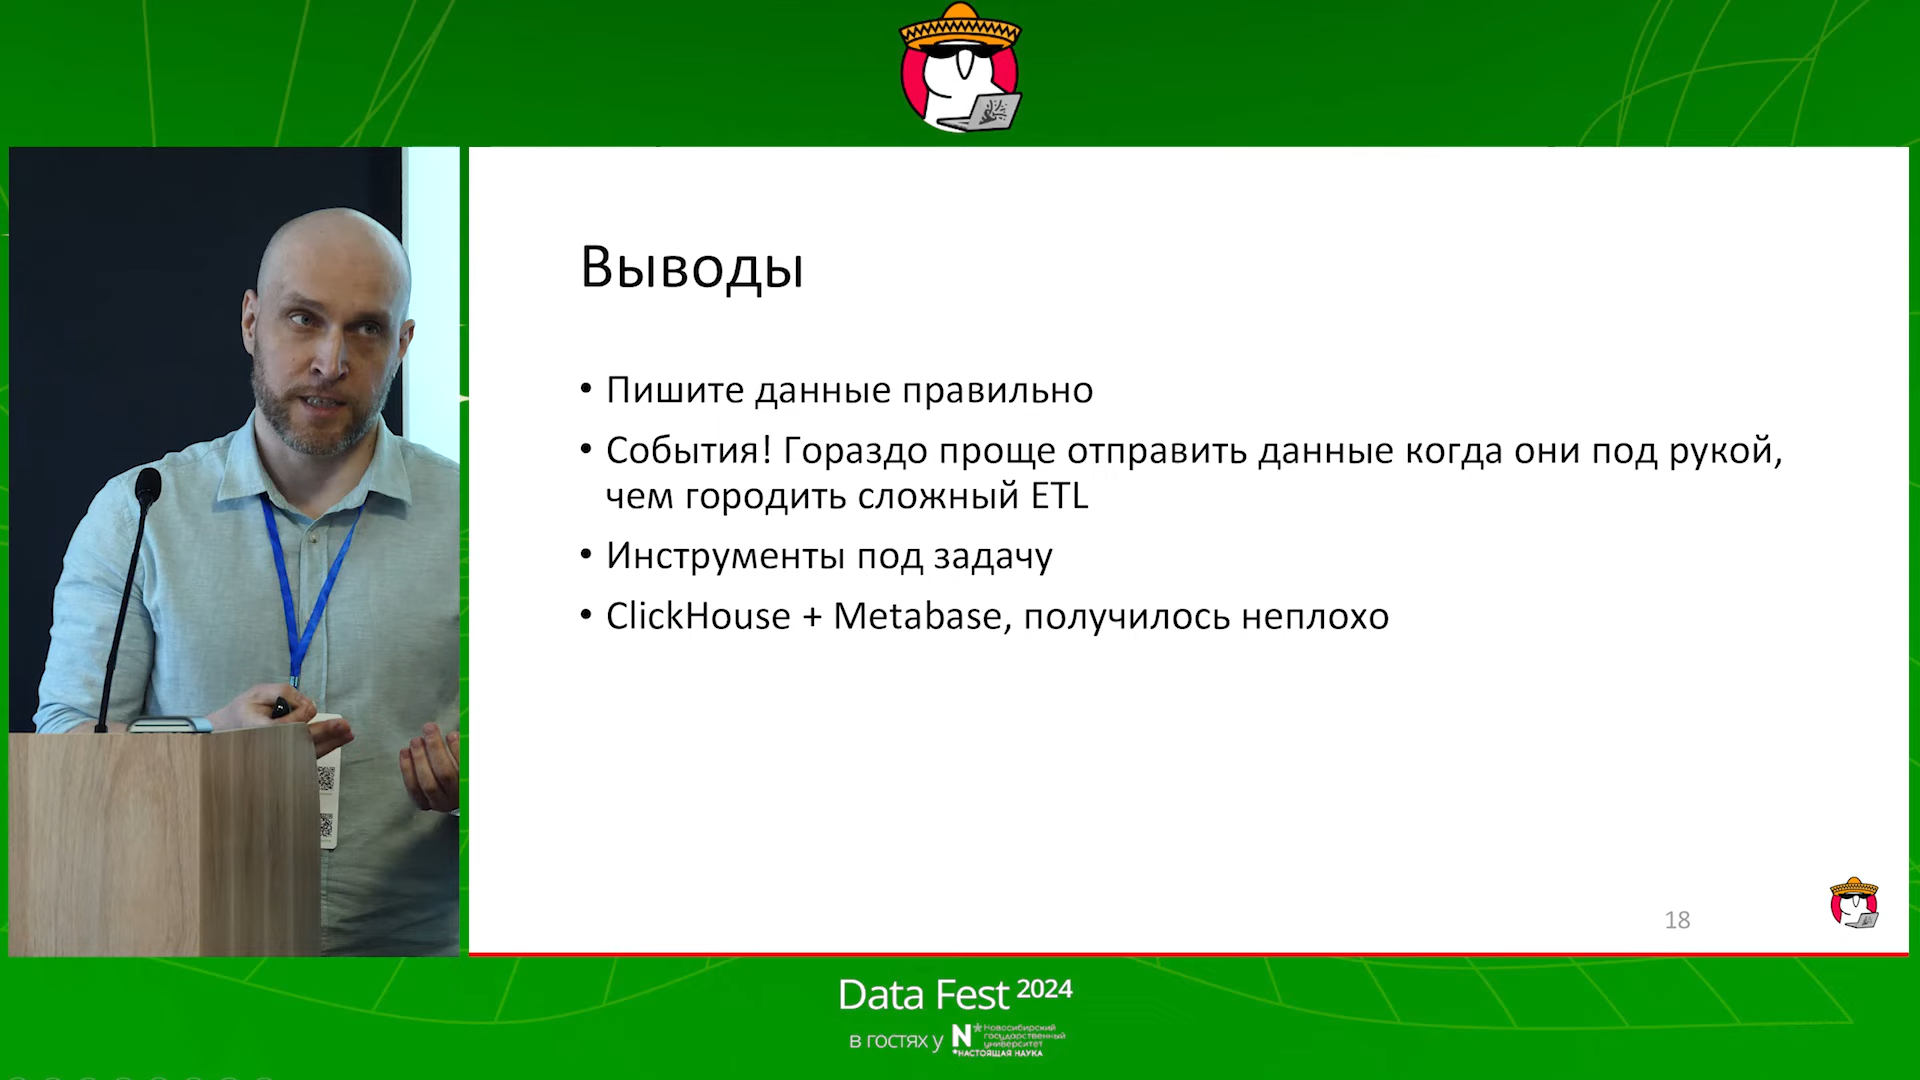 Выводы
• Пишите данные правильно
• События! Гораздо проще отправить данные когда они под рукой,
чем городить сложный ETL
• Инструменты под задачу
• ClickHouse + Metabase, получилось неплохо
18
Data Fest 2024
в гостях у
N*
Новосибирский
государственный
университет
*НАСТОЯЩАЯ НАУКА